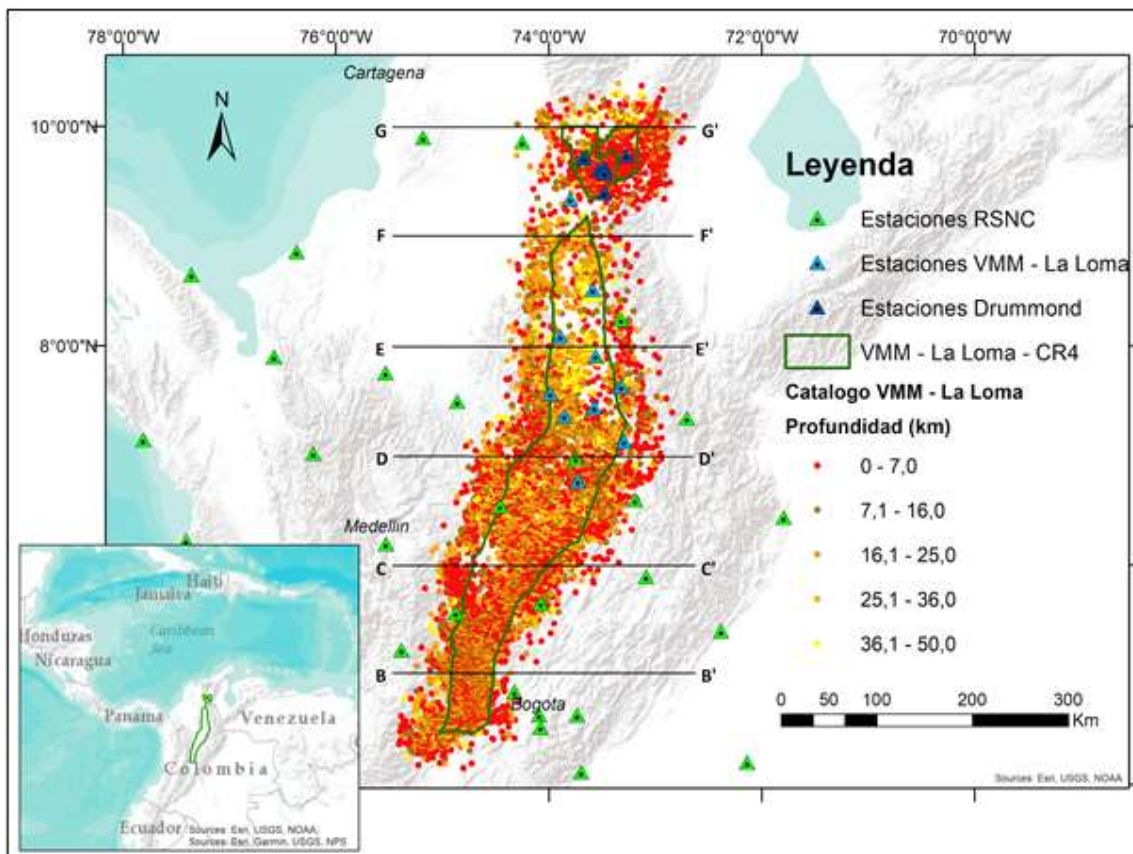 78°0'0"W 76°0'0"W 74°0'0"W 72°0'0"W 70°0'0"W
Cartagena
N
10°0'0"N
G G'
F F'
8°0'0"N
E E'
D D'
Medellin
C C'
B B'
Bogota
Leyenda
Estaciones RSNC
Estaciones VMM - La Loma
Estaciones Drummond
VMM - La Loma - CR4
Catalogo VMM - La Loma
Profundidad (km)
0 - 7,0
7,1 - 16,0
16,1 - 25,0
25,1 - 36,0
36,1 - 50,0
0 50 100 200 300
Km
Sources: Esri, USGS, NOAA
Haiti
Jamaica
Caribbean
Sea
Honduras
Nicaragua
Panama
Venezuela
Colombia
Ecuador
Sources: Esri, USGS, NOAA,
Sources: Esri, Garmin, USGS, NPS